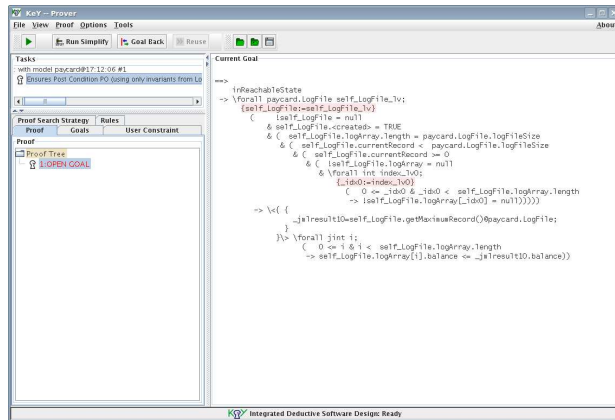 KeY -- Prover
File View Proof Options Tools
About
Run Simplify
Goal Back
Reuse
Tasks
with model paycard@17:12:06 #1
Ensures Post Condition PO (using only invariants from Lo
Proof Search Strategy Rules
Proof Goals User Constraint
Proof
Proof Tree
1:OPEN GOAL
Current Goal
==>
inReachableState
-> \forall paycard.LogFile self_LogFile_lv;
{self_LogFile:=self_LogFile_lv}
( !self_LogFile = null
& self_LogFile.<created> = TRUE
& ( self_LogFile.logArray.length = paycard.LogFile.logFileSize
& ( self_LogFile.currentRecord < paycard.LogFile.logFileSize
& ( self_LogFile.currentRecord >= 0
& ( !self_LogFile.logArray = null
& \forall int index_lv0;
{_idx0:=index_lv0}
( 0 <= _idx0 & _idx0 < self_LogFile.logArray.length
-> !self_LogFile.logArray[_idx0] = null)))))
-> \<{ {
_jmlresult10=self_LogFile.getMaximumRecord()@paycard.LogFile;
}
}\> \forall jint i;
( 0 <= i & i < self_LogFile.logArray.length
-> self_LogFile.logArray[i].balance <= _jmlresult10.balance))
KeY Integrated Deductive Software Design: Ready